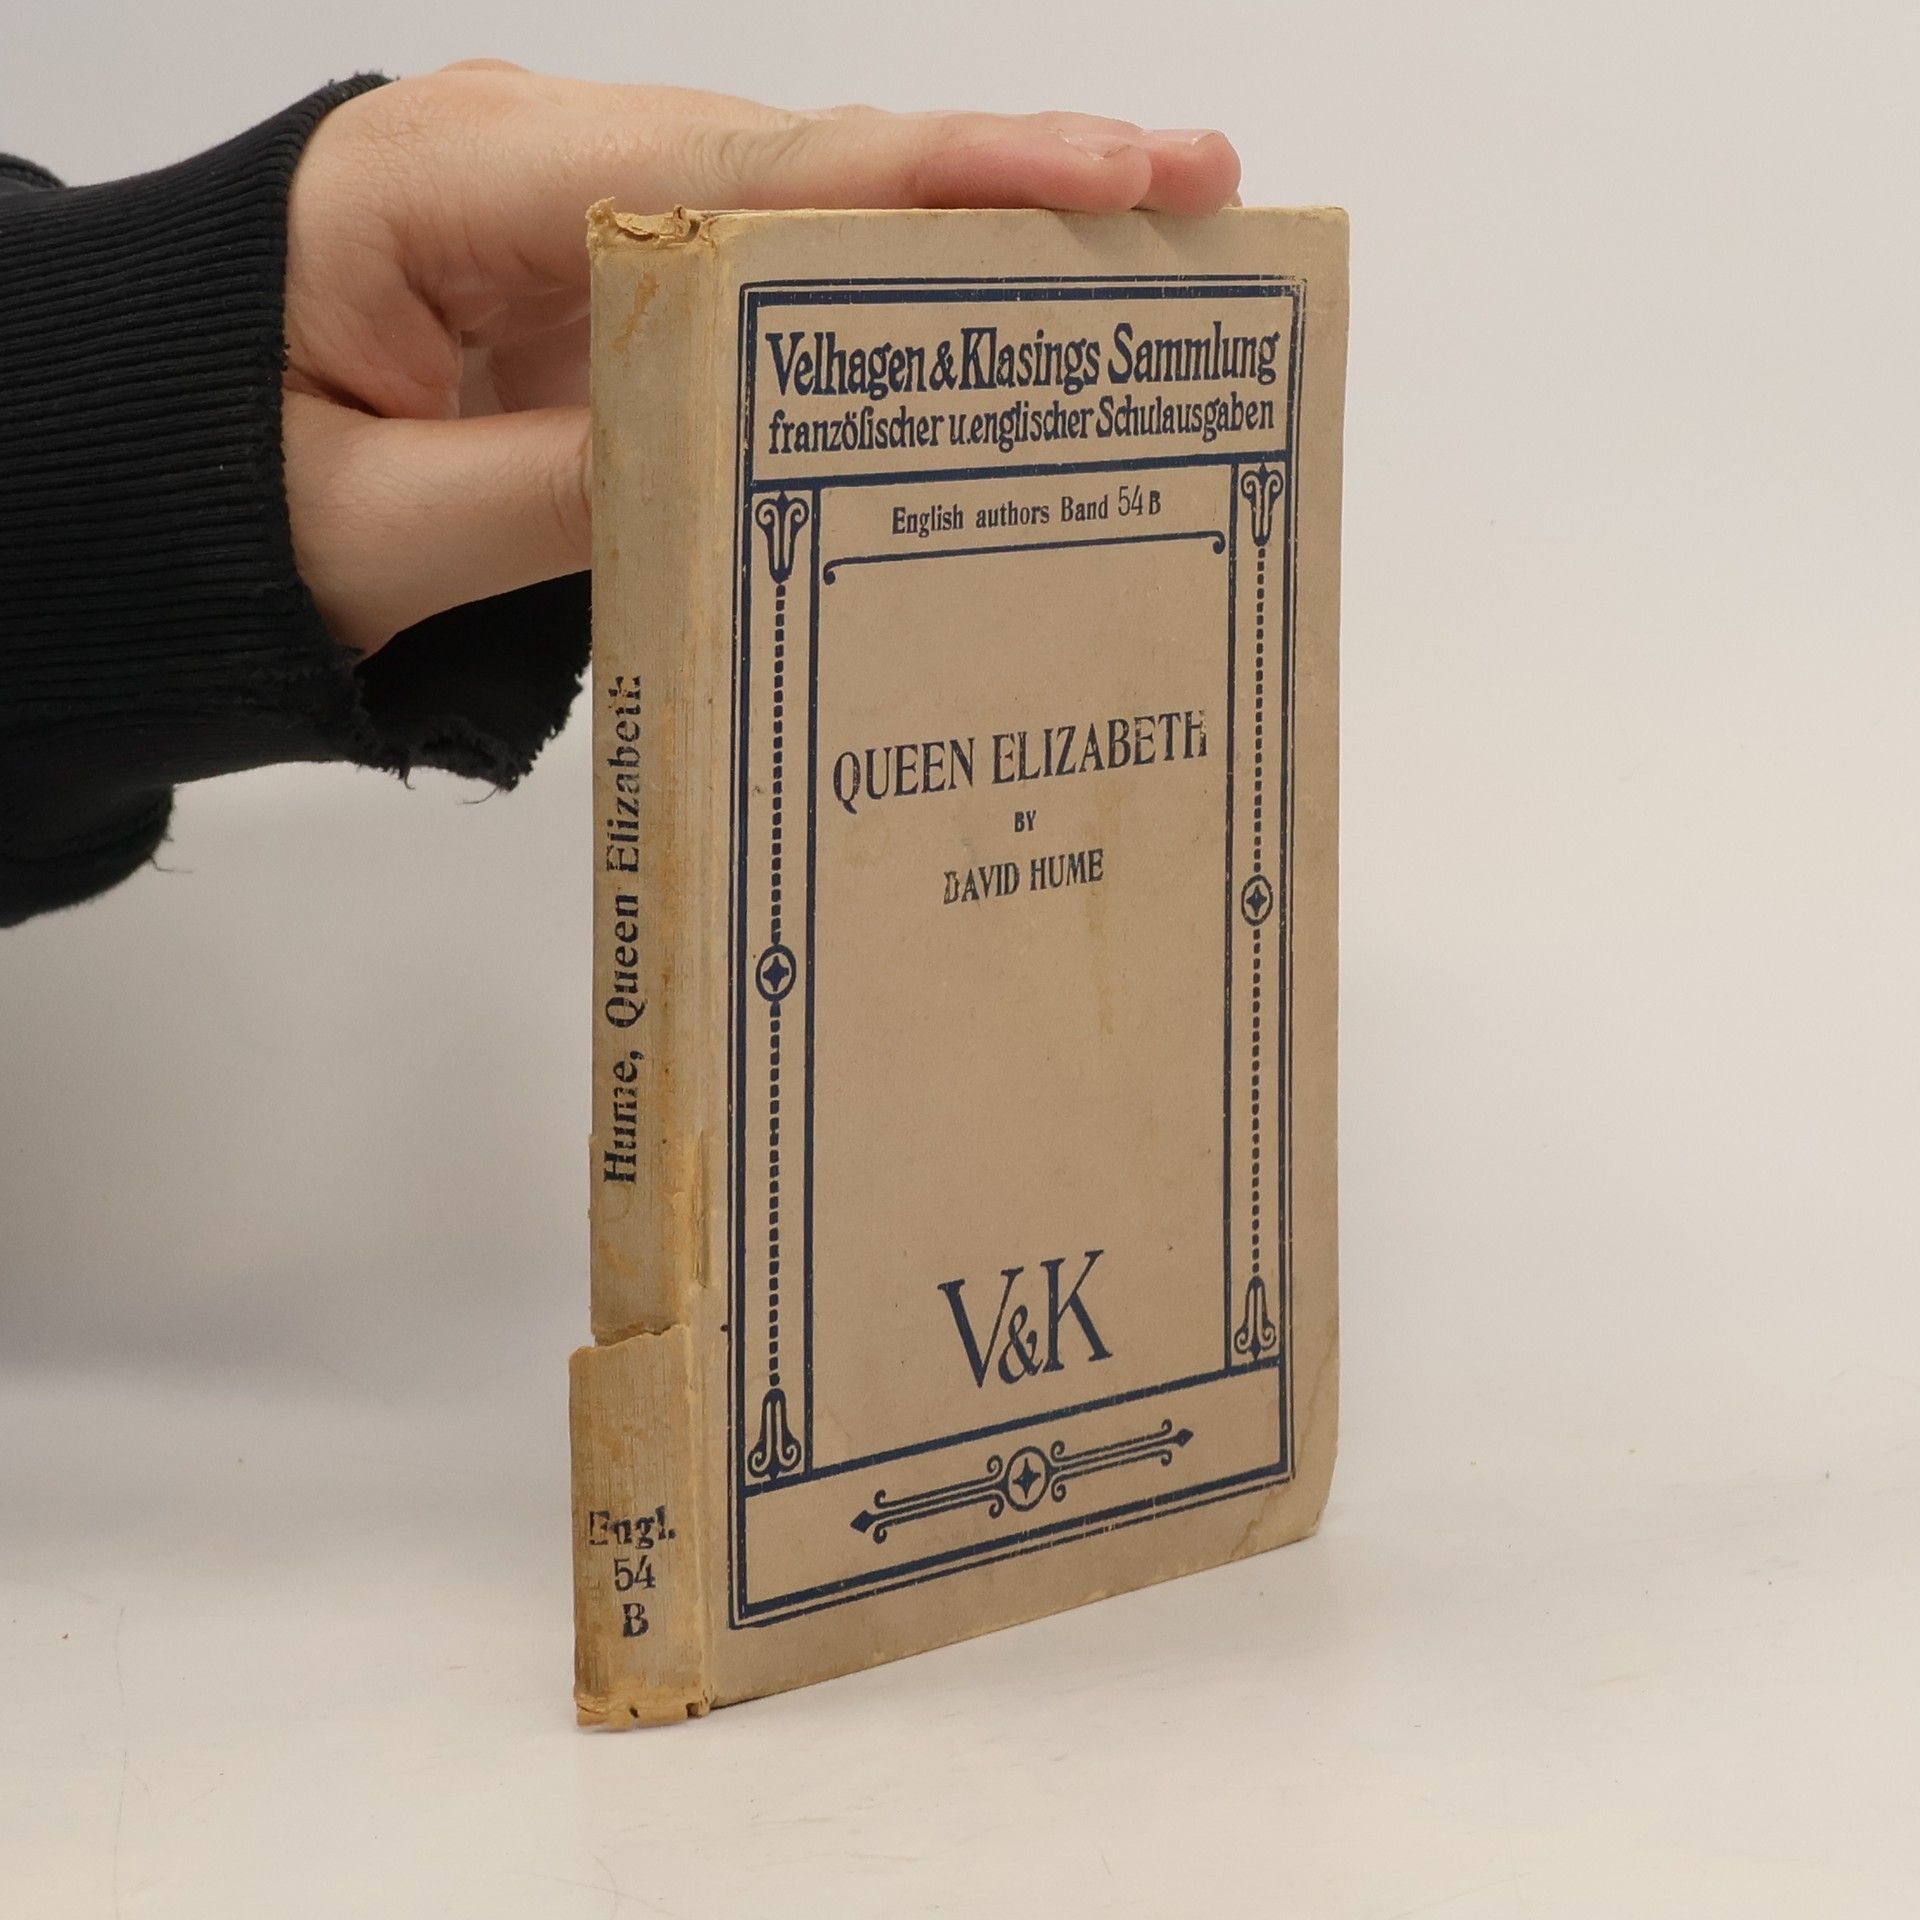 Velhagen & Klasings Sammlung
französischer u. englischer Schulausgaben
English authors Band 54 B
QUEEN ELIZABETH
BY
DAVID HUME
V&K
Hume, Queen Elizabeth
Engl.
54
B